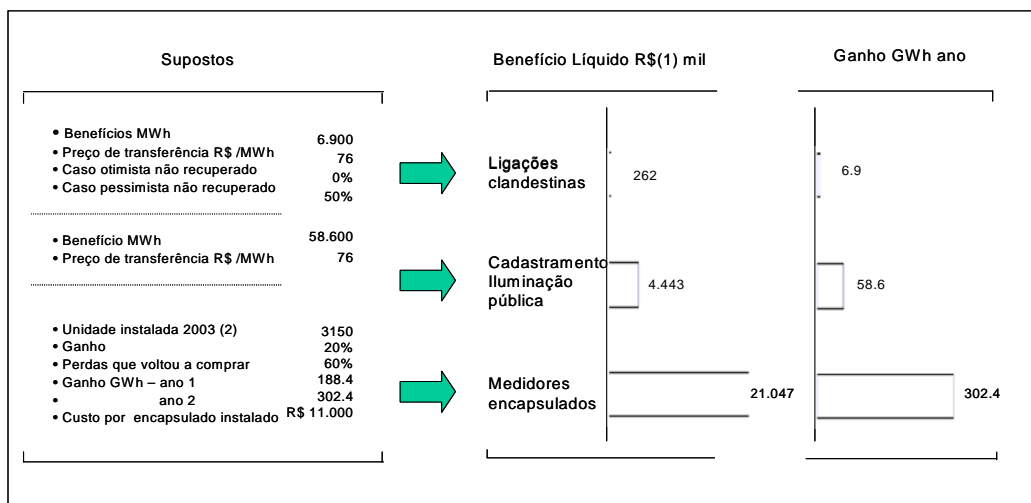 Supostos
Benefício Líquido R$(1) mil
Ganho GWh ano
• Benefícios MWh 6.900
• Preço de transferência R$ /MWh 76
• Caso otimista não recuperado 0%
• Caso pessimista não recuperado 50%
Ligações
clandestinas
262
6.9
• Benefício MWh 58.600
• Preço de transferência R$ /MWh 76
Cadastramento
Iluminação
pública
4.443
58.6
• Unidade instalada 2003 (2) 3150
• Ganho 20%
• Perdas que voltou a comprar 60%
• Ganho GWh – ano 1 188.4
• ano 2 302.4
• Custo por encapsulado instalado R$ 11.000
Medidores
encapsulados
21.047
302.4